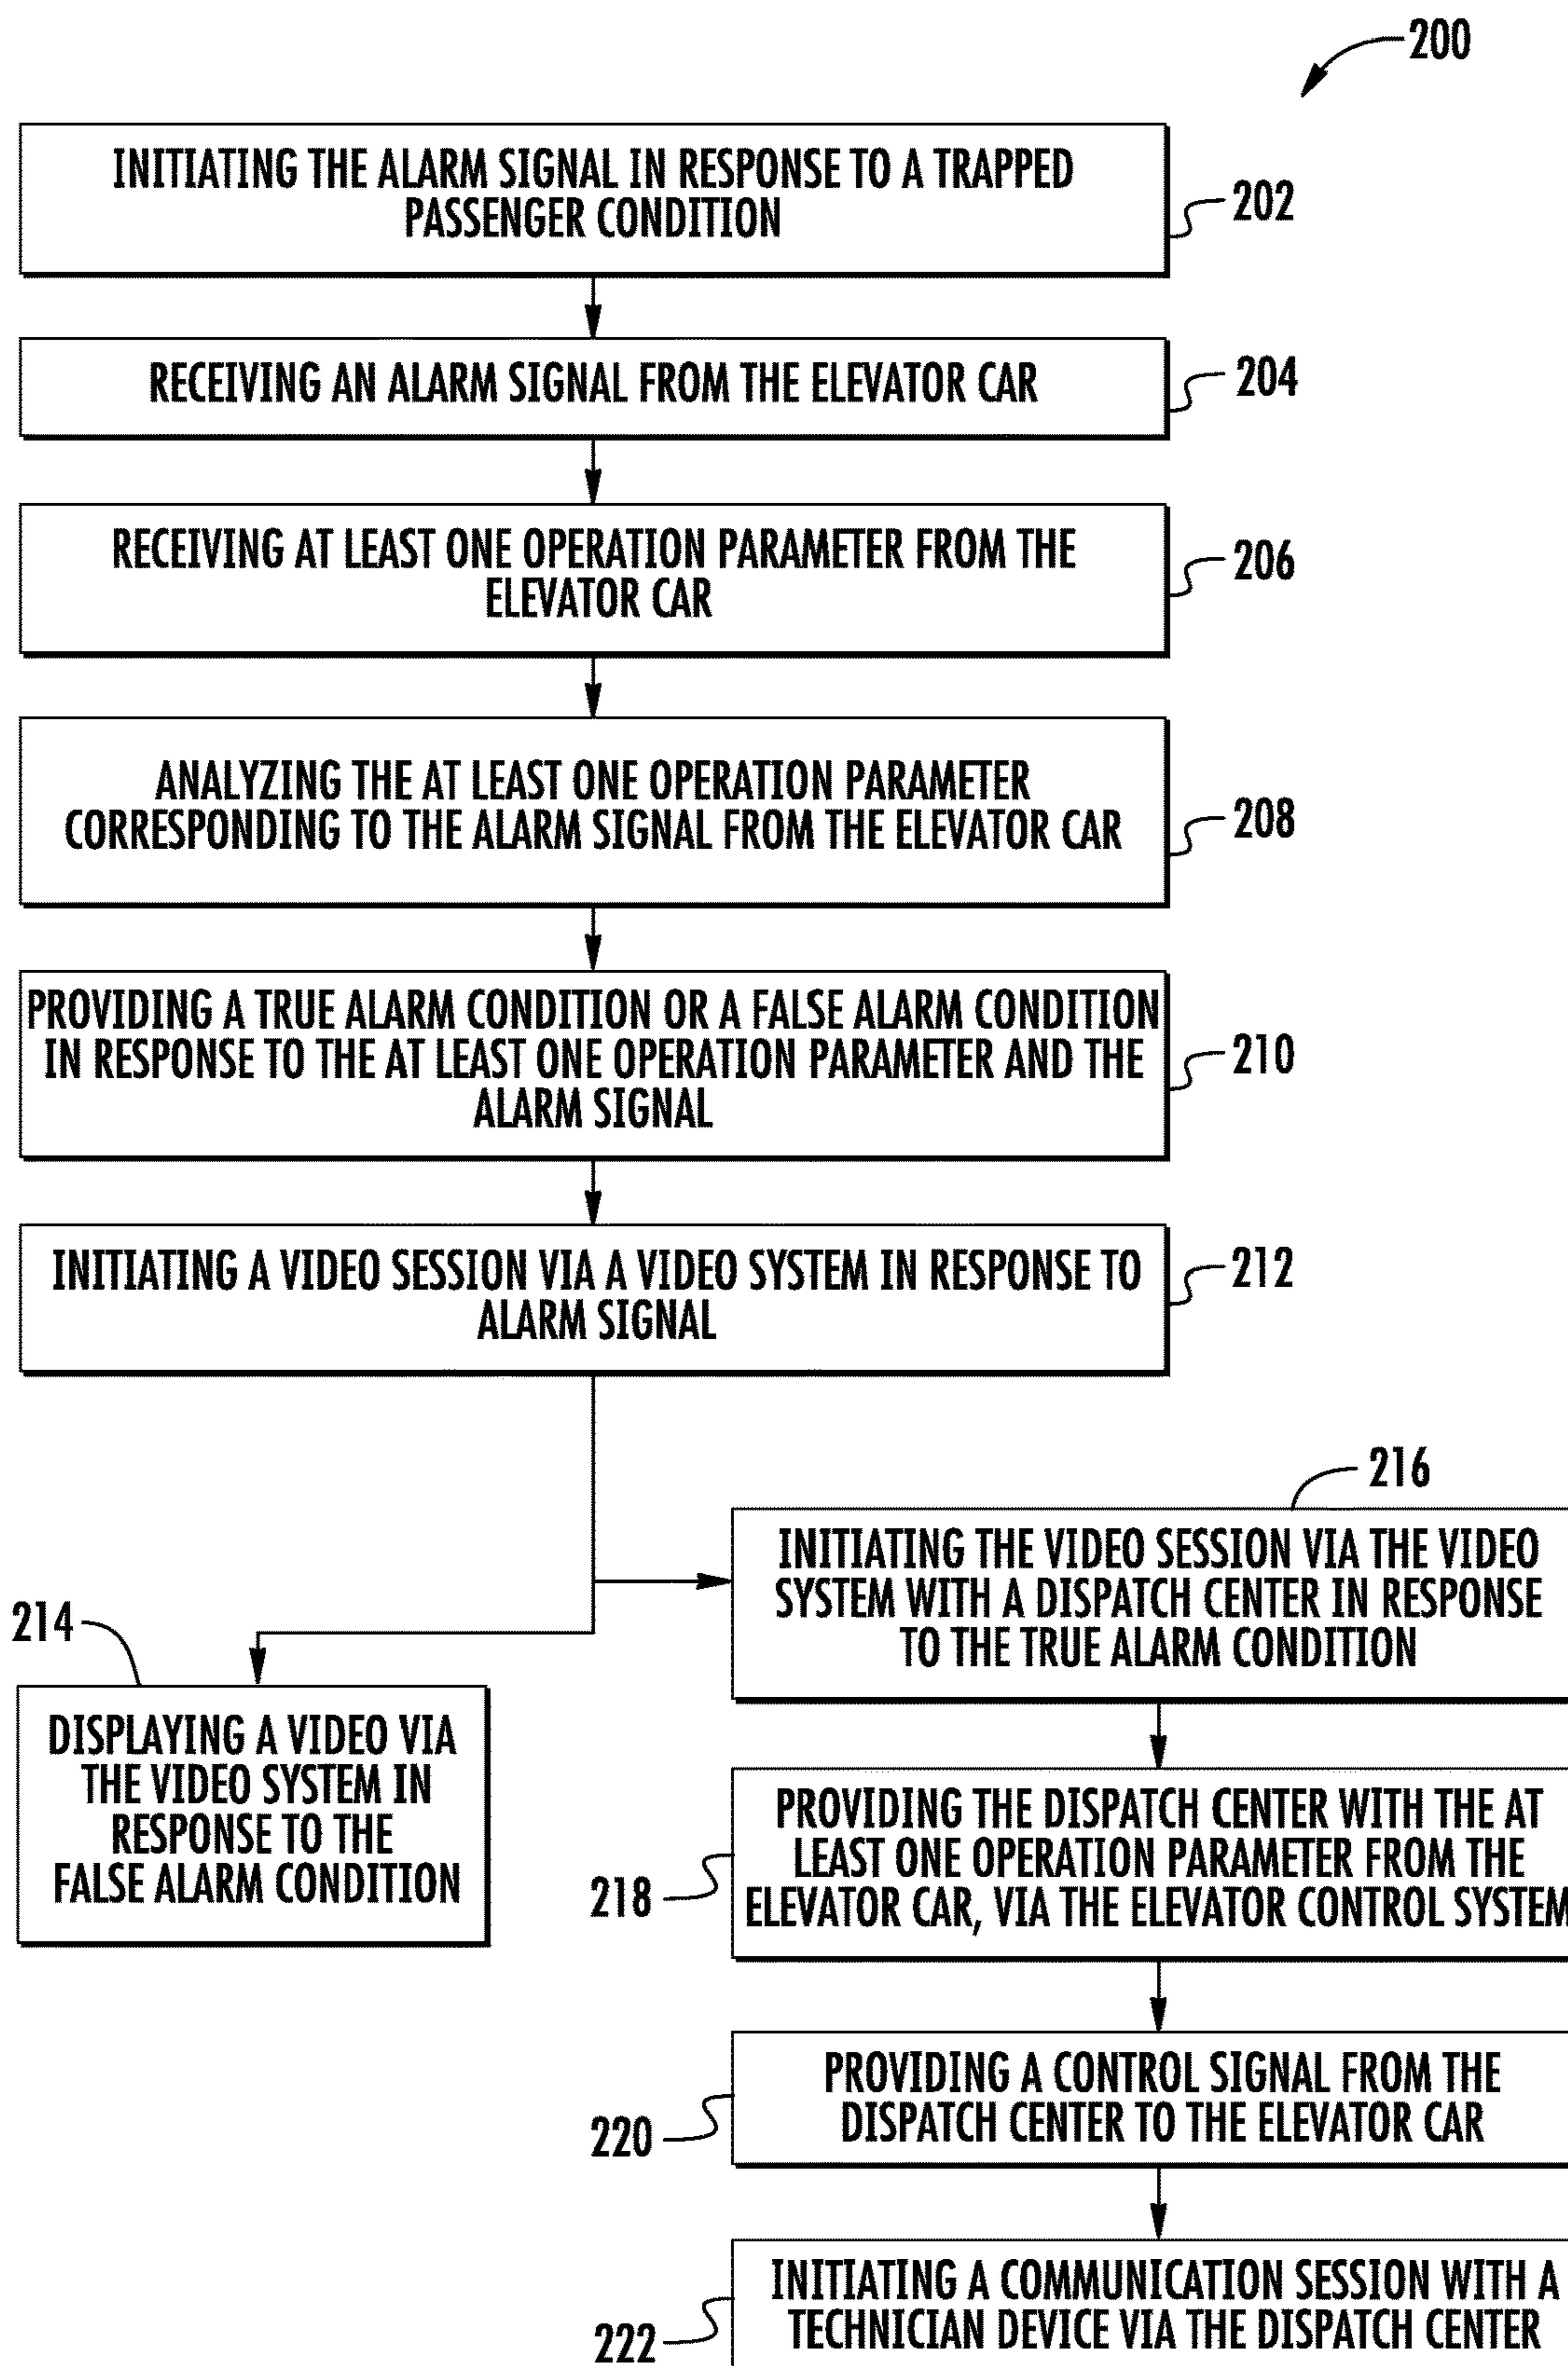 200
INITIATING THE ALARM SIGNAL IN RESPONSE TO A TRAPPED
PASSENGER CONDITION
202
RECEIVING AN ALARM SIGNAL FROM THE ELEVATOR CAR
204
RECEIVING AT LEAST ONE OPERATION PARAMETER FROM THE
ELEVATOR CAR
206
ANALYZING THE AT LEAST ONE OPERATION PARAMETER
CORRESPONDING TO THE ALARM SIGNAL FROM THE ELEVATOR CAR
208
PROVIDING A TRUE ALARM CONDITION OR A FALSE ALARM CONDITION
IN RESPONSE TO THE AT LEAST ONE OPERATION PARAMETER AND THE
ALARM SIGNAL
210
INITIATING A VIDEO SESSION VIA A VIDEO SYSTEM IN RESPONSE TO
ALARM SIGNAL
212
214
DISPLAYING A VIDEO VIA
THE VIDEO SYSTEM IN
RESPONSE TO THE
FALSE ALARM CONDITION
216
INITIATING THE VIDEO SESSION VIA THE VIDEO
SYSTEM WITH A DISPATCH CENTER IN RESPONSE
TO THE TRUE ALARM CONDITION
PROVIDING THE DISPATCH CENTER WITH THE AT
LEAST ONE OPERATION PARAMETER FROM THE
ELEVATOR CAR, VIA THE ELEVATOR CONTROL SYSTEM
218
PROVIDING A CONTROL SIGNAL FROM THE
DISPATCH CENTER TO THE ELEVATOR CAR
220
INITIATING A COMMUNICATION SESSION WITH A
TECHNICIAN DEVICE VIA THE DISPATCH CENTER
222